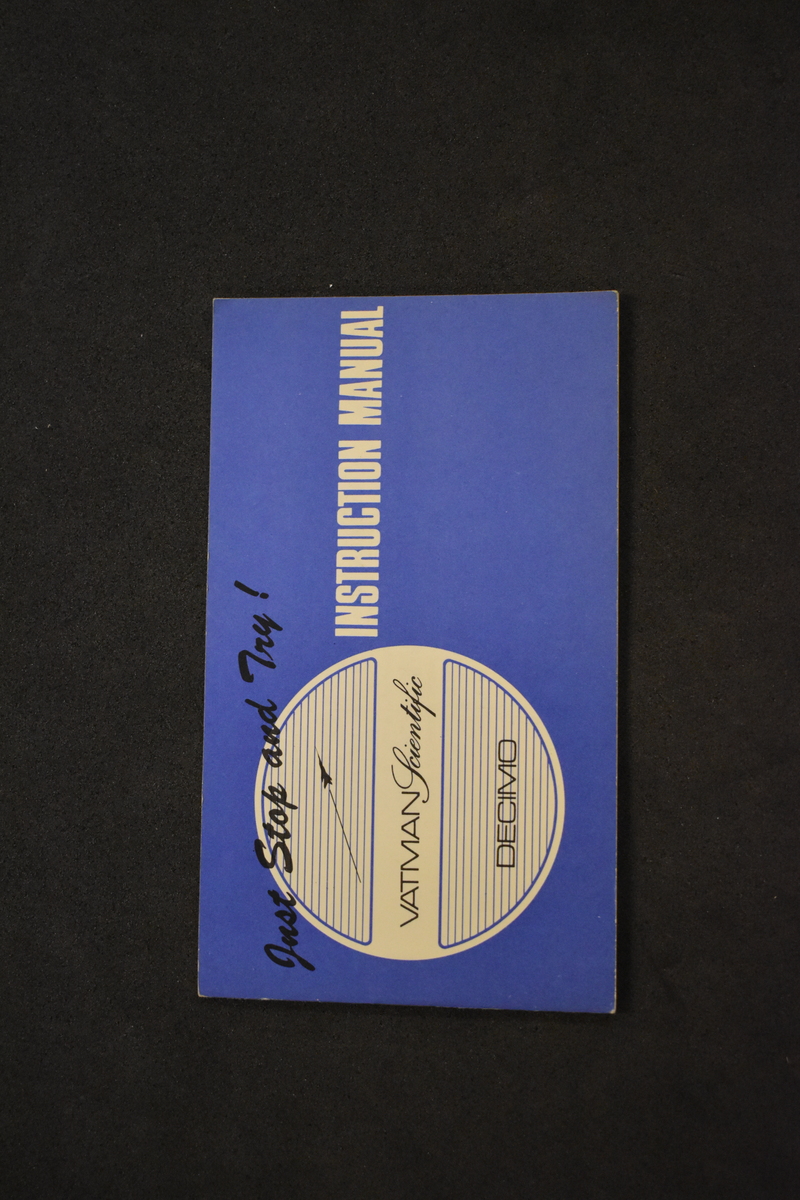 Just Stop and Try!
INSTRUCTION MANUAL
VATMAN Scientific
DECIMO